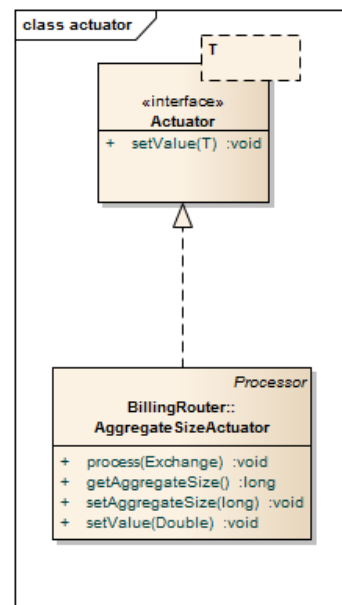 class actuator
T
«interface»
Actuator
+ setValue(T) :void
Processor
BillingRouter::
AggregateSizeActuator
+ process(Exchange) :void
+ getAggregateSize() :long
+ setAggregateSize(long) :void
+ setValue(Double) :void